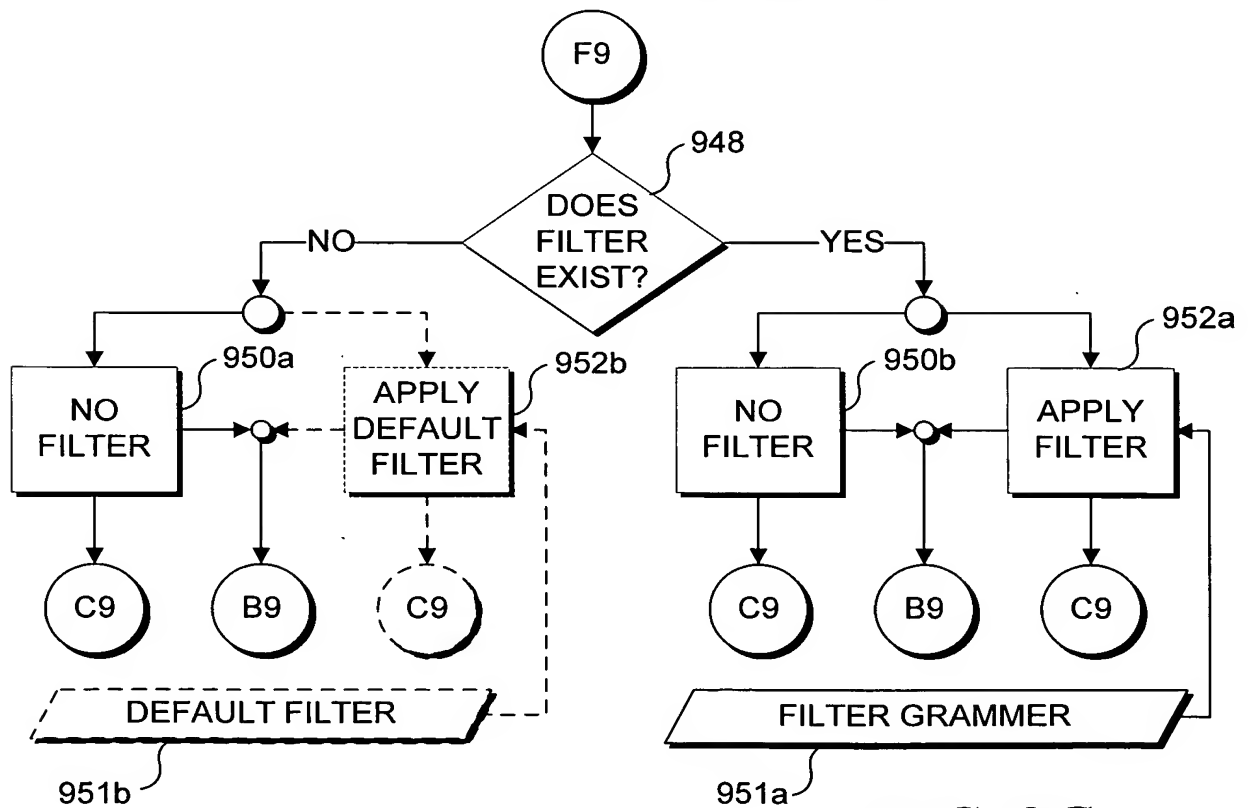 F9
948
DOES
FILTER
EXIST?
NO
YES
950a
952b
950b
952a
NO
FILTER
APPLY
DEFAULT
FILTER
NO
FILTER
APPLY
FILTER
C9
B9
C9
C9
B9
C9
DEFAULT FILTER
FILTER GRAMMER
951b
951a